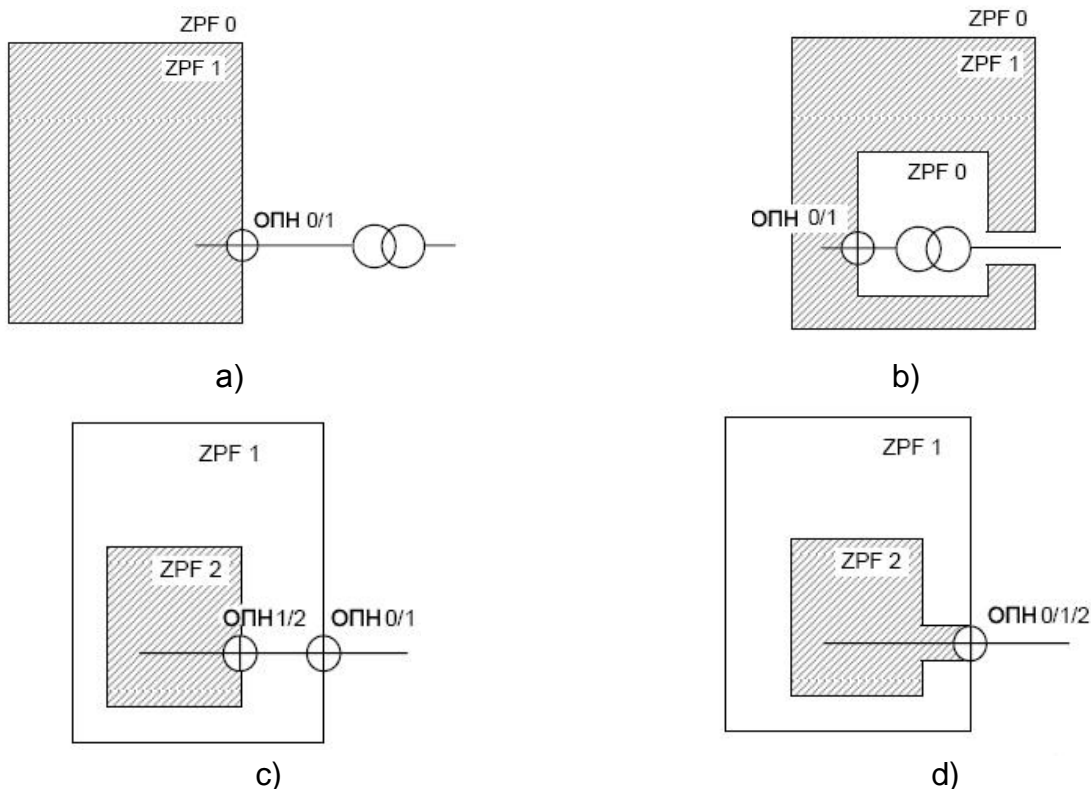 ZPF 0
ZPF 1
ОПН 0/1
a)
ZPF 0
ZPF 1
ZPF 0
ОПН 0/1
b)
ZPF 1
ZPF 2
ОПН 1/2 ОПН 0/1
c)
ZPF 1
ZPF 2
ОПН 0/1/2
d)